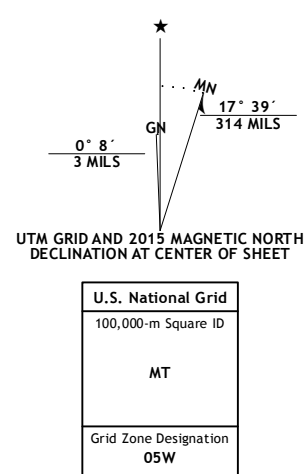 MN
17° 39´
314 MILS
GN
0° 8´
3 MILS
UTM GRID AND 2015 MAGNETIC NORTH
DECLINATION AT CENTER OF SHEET
U.S. National Grid
100,000-m Square ID
MT
Grid Zone Designation
05W